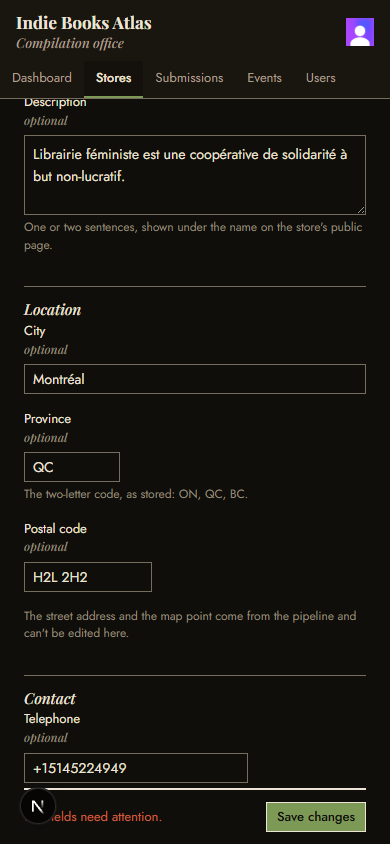 Indie Books Atlas
Compilation office
Dashboard
Stores
Submissions
Events
Users
Description
optional
Librairie féministe est une coopérative de solidarité à
but non-lucratif.
One or two sentences, shown under the name on the store's public
page.
Location
City
optional
Montréal
Province
optional
QC
The two-letter code, as stored: ON, QC, BC.
Postal code
optional
H2L 2H2
The street address and the map point come from the pipeline and
can't be edited here.
Contact
Telephone
optional
+15145224949
N
need attention.
Save changes